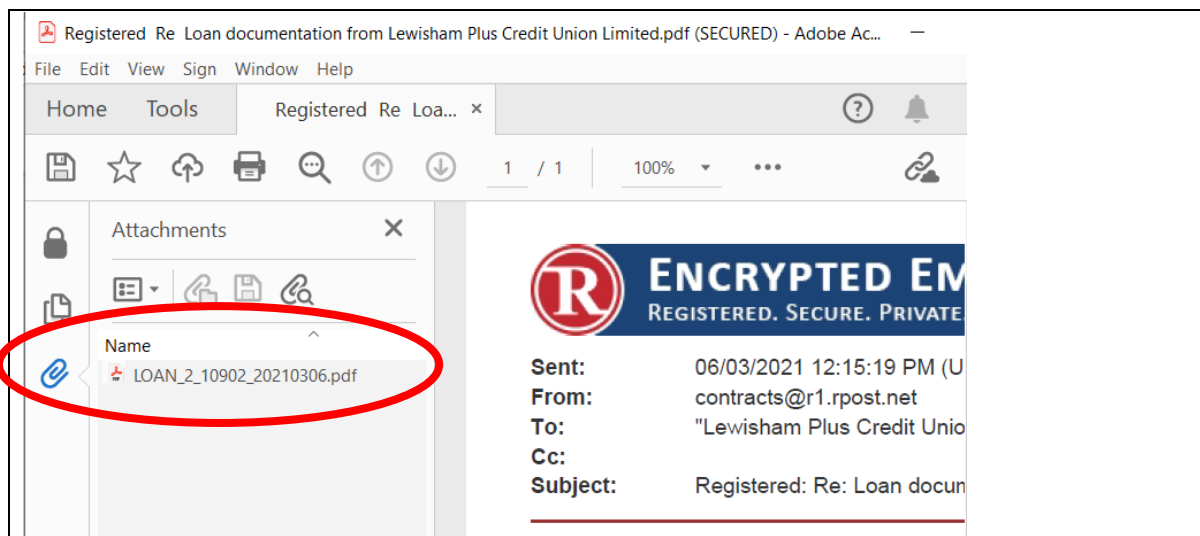 Registered Re Loan documentation from Lewisham Plus Credit Union Limited.pdf (SECURED) - Adobe Ac...
File Edit View Sign Window Help
Home Tools Registered Re Loa... ×
1 / 1 100%
Attachments
Name
LOAN_2_10902_20210306.pdf
R
ENCRYPTED EM
REGISTERED. SECURE. PRIVATE.
Sent: 06/03/2021 12:15:19 PM (U
From: contracts@r1.rpost.net
To: "Lewisham Plus Credit Unio
Cc:
Subject: Registered: Re: Loan docum